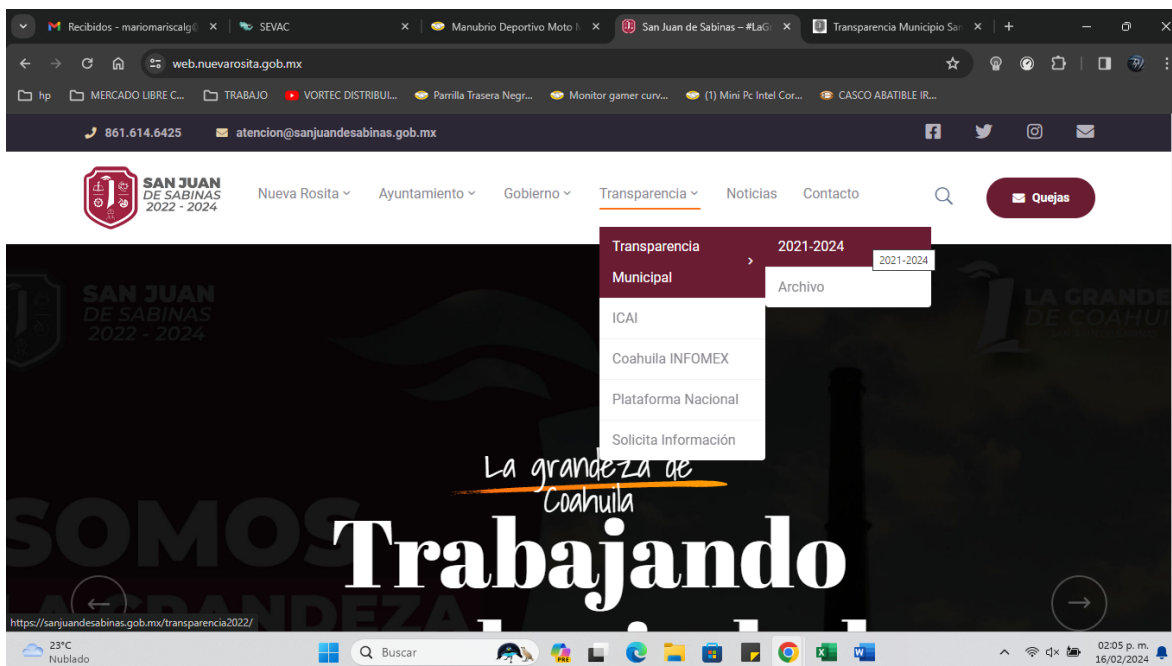 Recibidos - mariomariscalg
SEVAC
Manubrio Deportivo Moto
San Juan de Sabinas – #LaG
Transparencia Municipio San
web.nuevarosita.gob.mx
hp
MERCADO LIBRE C...
TRABAJO
VORTEC DISTRIBUI...
Parrilla Trasera Negr...
Monitor gamer curv...
(1) Mini Pc Intel Cor...
CASCO ABATIBLE IR...
861.614.6425
atencion@sanjuandesabinas.gob.mx
SAN JUAN
DE SABINAS
2022 - 2024
Nueva Rosita
Ayuntamiento
Gobierno
Transparencia
Noticias
Contacto
Quejas
Transparencia
Municipal
2021-2024
2021-2024
Archivo
ICAI
Coahuila INFOMEX
Plataforma Nacional
Solicita Información
SAN JUAN
DE SABINAS
2022 - 2024
LA GRANDE
DE COAHUI
La grandeza de
Coahuila
SOMOS
LA GRANDEZA
Trabajando
https://sanjuandesabinas.gob.mx/transparencia2022/
23°C
Nublado
Buscar
PRE
02:05 p. m.
16/02/2024